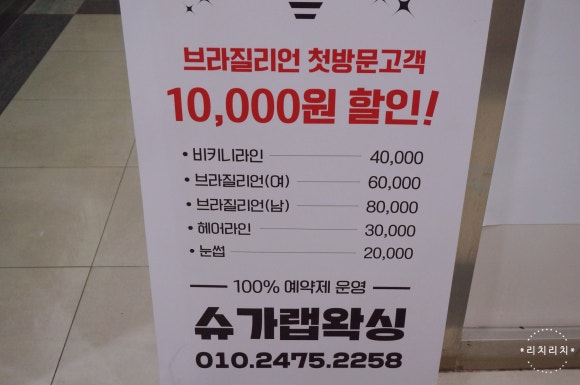 브라질리언 첫방문고객
10,000원 할인!
• 비키니라인 40,000
• 브라질리언(여) 60,000
• 브라질리언(남) 80,000
• 헤어라인 30,000
• 눈썹 20,000
100% 예약제 운영
슈가랩왁싱
010.2475.2258
*리치리치*